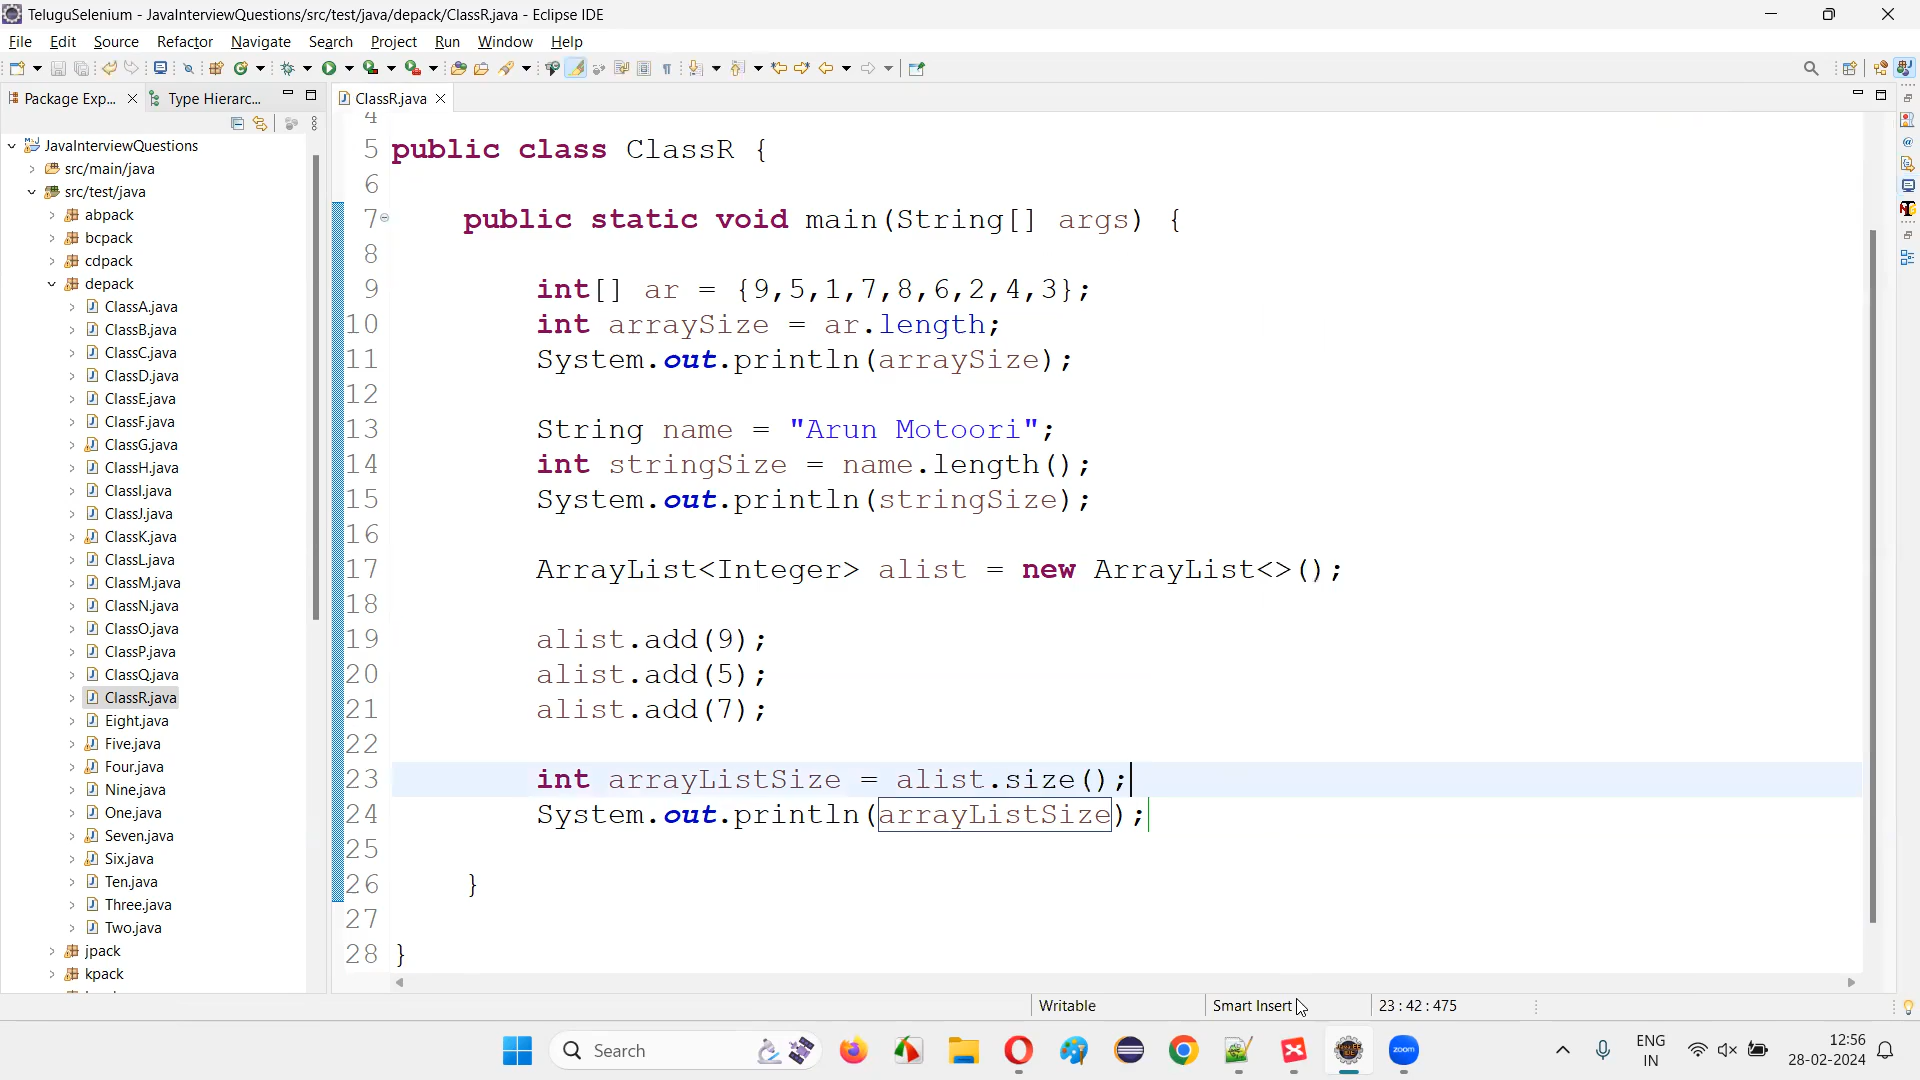 TeluguSelenium - JavaInterviewQuestions/src/test/java/depack/ClassR.java - Eclipse IDE
File Edit Source Refactor Navigate Search Project Run Window Help
Package Exp... Type Hierarc... ClassR.java
JavaInterviewQuestions
src/main/java
src/test/java
abpack
bcpack
cdpack
depack
ClassA.java
ClassB.java
ClassC.java
ClassD.java
ClassE.java
ClassF.java
ClassG.java
ClassH.java
ClassI.java
ClassJ.java
ClassK.java
ClassL.java
ClassM.java
ClassN.java
ClassO.java
ClassP.java
ClassQ.java
ClassR.java
Eight.java
Five.java
Four.java
Nine.java
One.java
Seven.java
Six.java
Ten.java
Three.java
Two.java
jpack
kpack
4
5 public class ClassR {
6
7 public static void main(String[] args) {
8
9 int[] ar = {9,5,1,7,8,6,2,4,3};
10 int arraySize = ar.length;
11 System.out.println(arraySize);
12
13 String name = "Arun Motoori";
14 int stringSize = name.length();
15 System.out.println(stringSize);
16
17 ArrayList<Integer> alist = new ArrayList<>();
18
19 alist.add(9);
20 alist.add(5);
21 alist.add(7);
22
23 int arrayListSize = alist.size();
24 System.out.println(arrayListSize);
25
26 }
27
28 }
Writable Smart Insert 23 : 42 : 475
Search
zoom
ENG
IN
12:56
28-02-2024